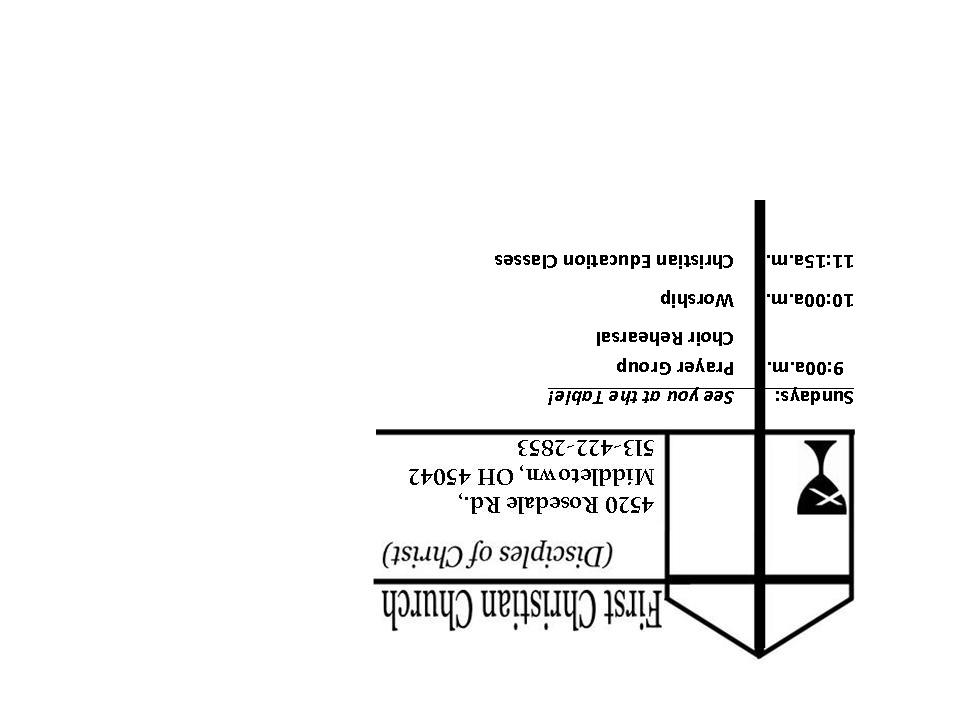 First Christian Church
(Disciples of Christ)
4520 Rosedale Rd.,
Middletown, OH 45042
513-422-2853
Sundays: See you at the Table!
9:00a.m. Prayer Group
Choir Rehearsal
10:00a.m. Worship
11:15a.m. Christian Education Classes